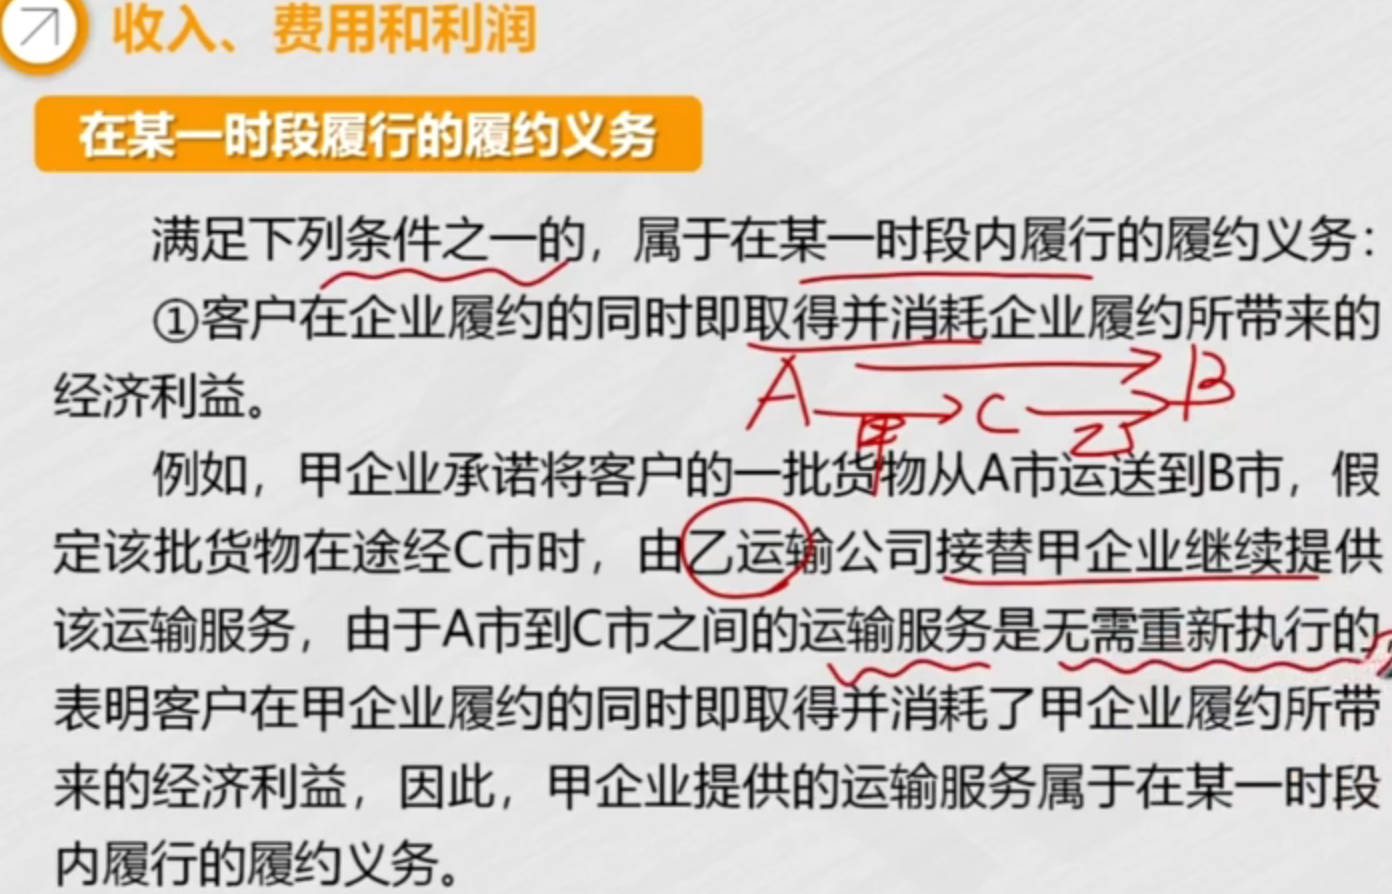 收入、费用和利润
在某一时段履行的履约义务
满足下列条件之一的，属于在某一时段内履行的履约义务：
①客户在企业履约的同时即取得并消耗企业履约所带来的
经济利益。
A C B
甲 乙
例如，甲企业承诺将客户的一批货物从A市运送到B市，假
定该批货物在途经C市时，由乙运输公司接替甲企业继续提供
该运输服务，由于A市到C市之间的运输服务是无需重新执行的，
表明客户在甲企业履约的同时即取得并消耗了甲企业履约所带
来的经济利益，因此，甲企业提供的运输服务属于在某一时段
内履行的履约义务。